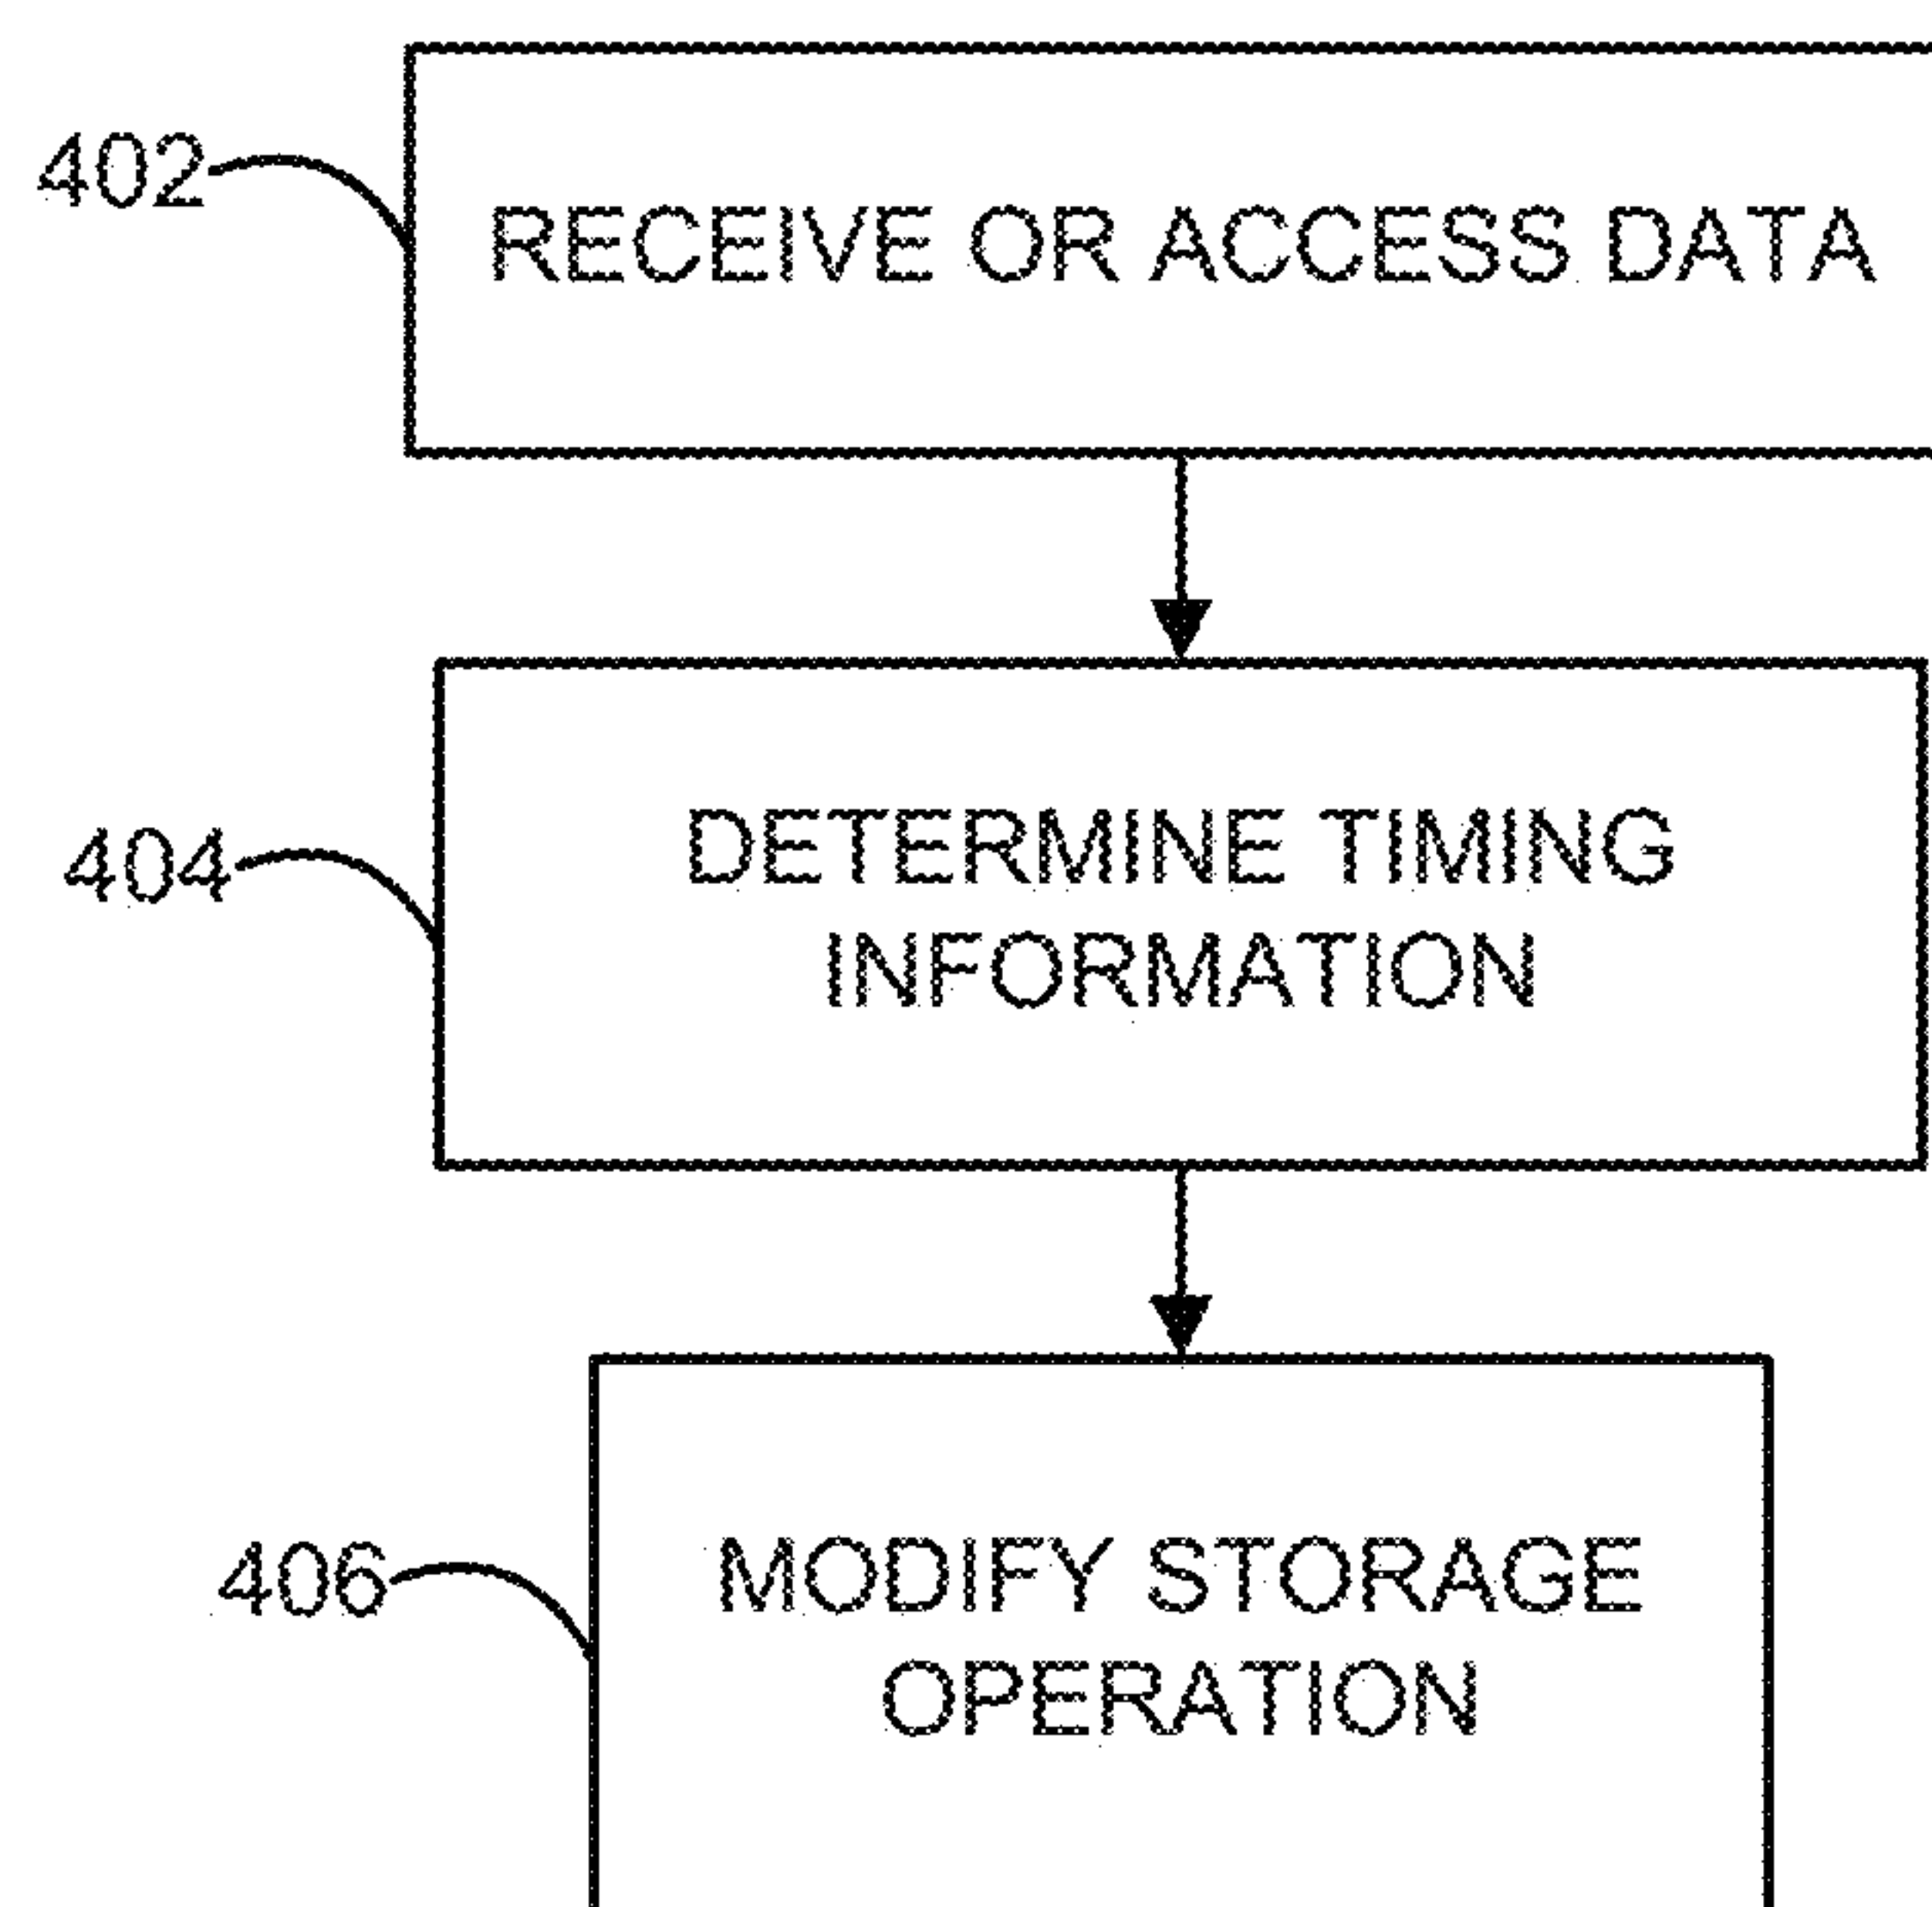 402
RECEIVE OR ACCESS DATA
404
DETERMINE TIMING
INFORMATION
406
MODIFY STORAGE
OPERATION